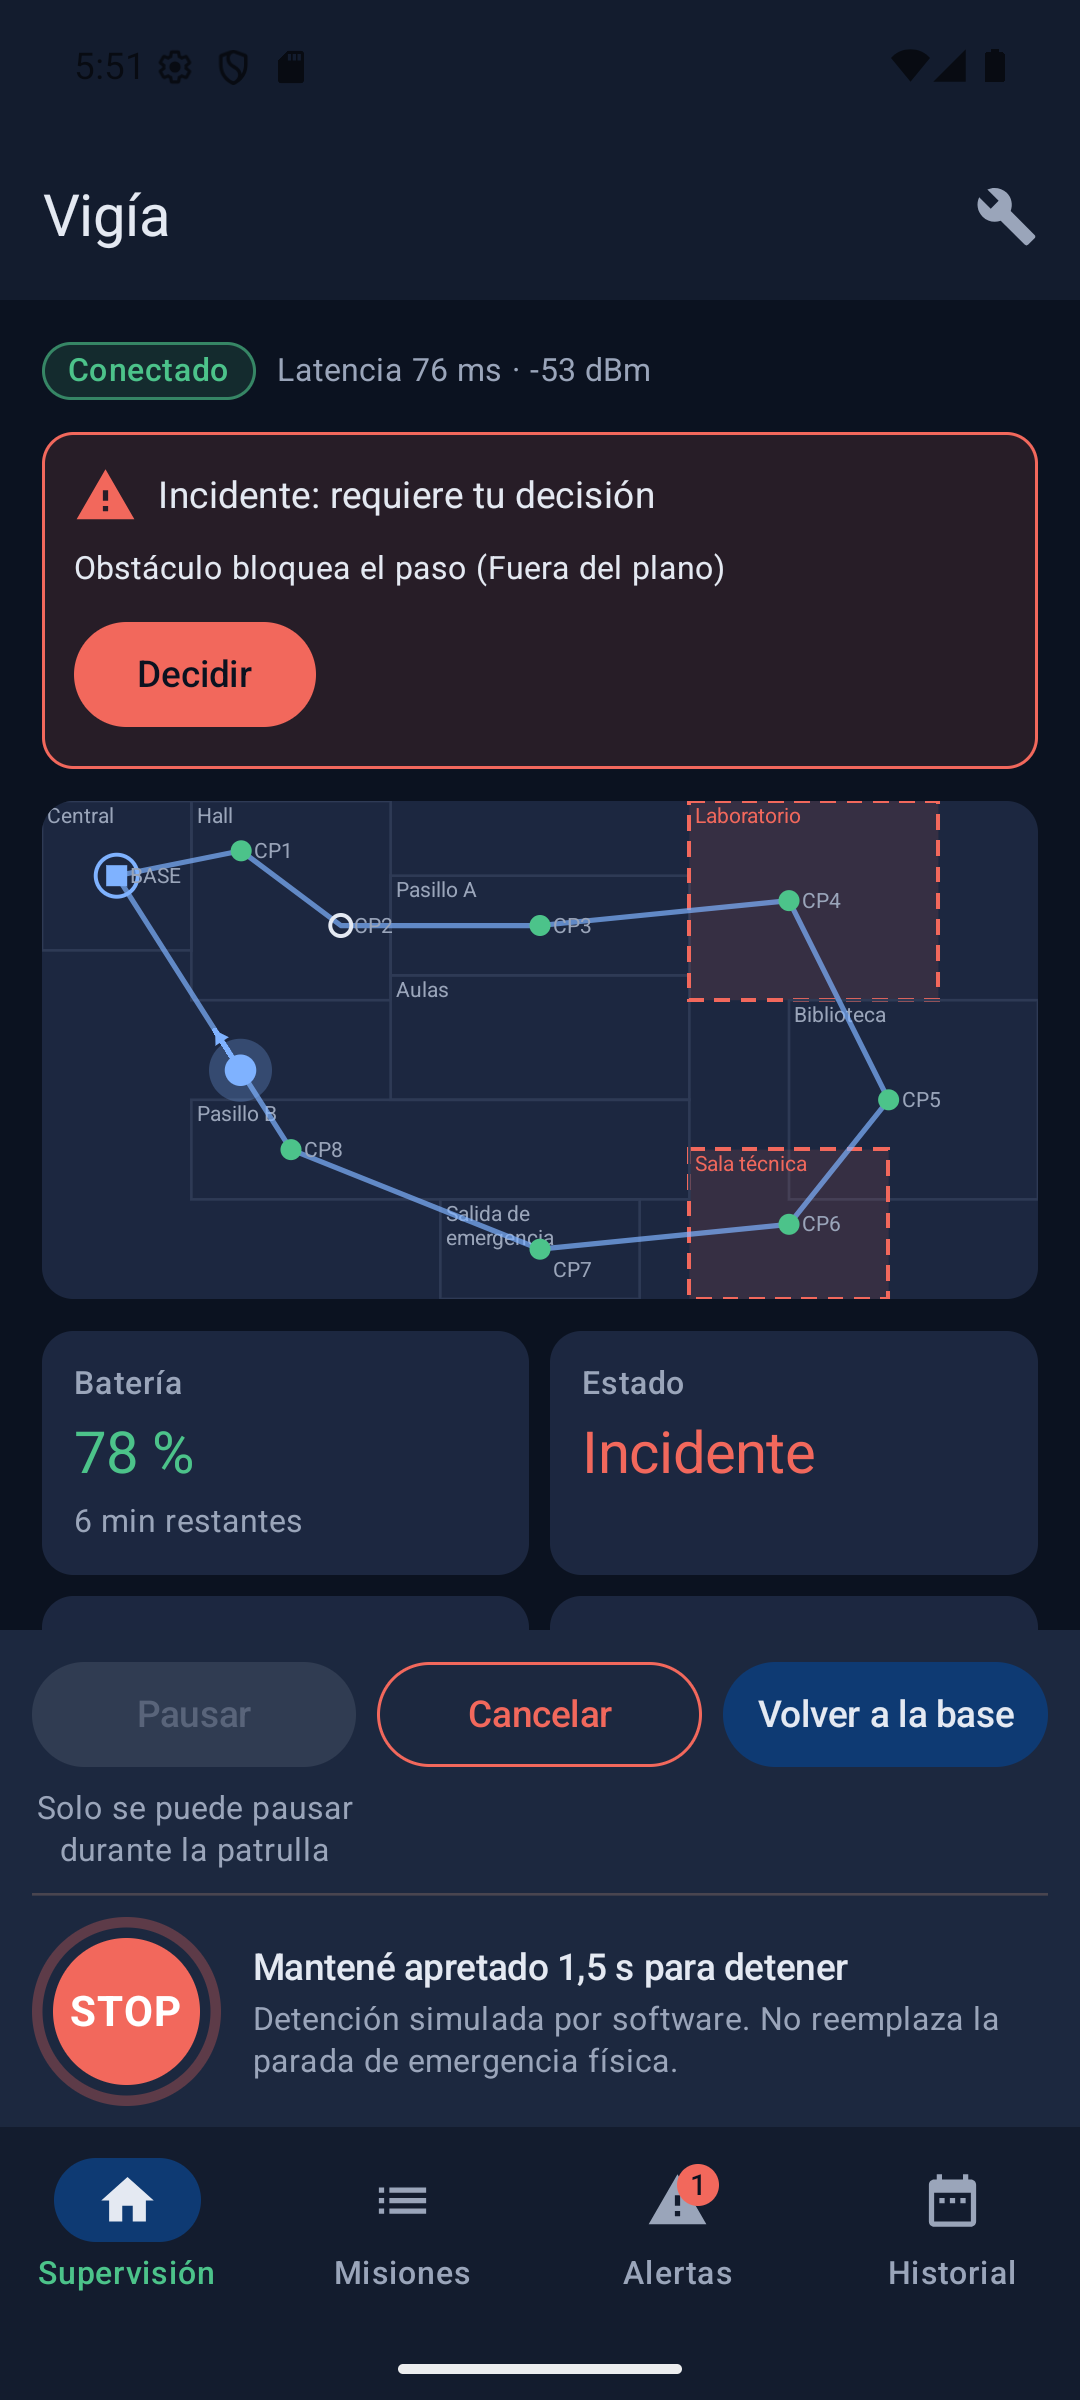 5:51
Vigía
Conectado
Latencia 76 ms · -53 dBm
Incidente: requiere tu decisión
Obstáculo bloquea el paso (Fuera del plano)
Decidir
Central
Hall
Laboratorio
CP1
BASE
Pasillo A
CP4
CP2
CP3
Aulas
Biblioteca
CP5
Pasillo B
CP8
Sala técnica
Salida de
emergencia
CP6
CP7
Batería
78 %
6 min restantes
Estado
Incidente
Pausar
Cancelar
Volver a la base
Solo se puede pausar
durante la patrulla
STOP
Mantené apretado 1,5 s para detener
Detención simulada por software. No reemplaza la
parada de emergencia física.
1
Supervisión
Misiones
Alertas
Historial